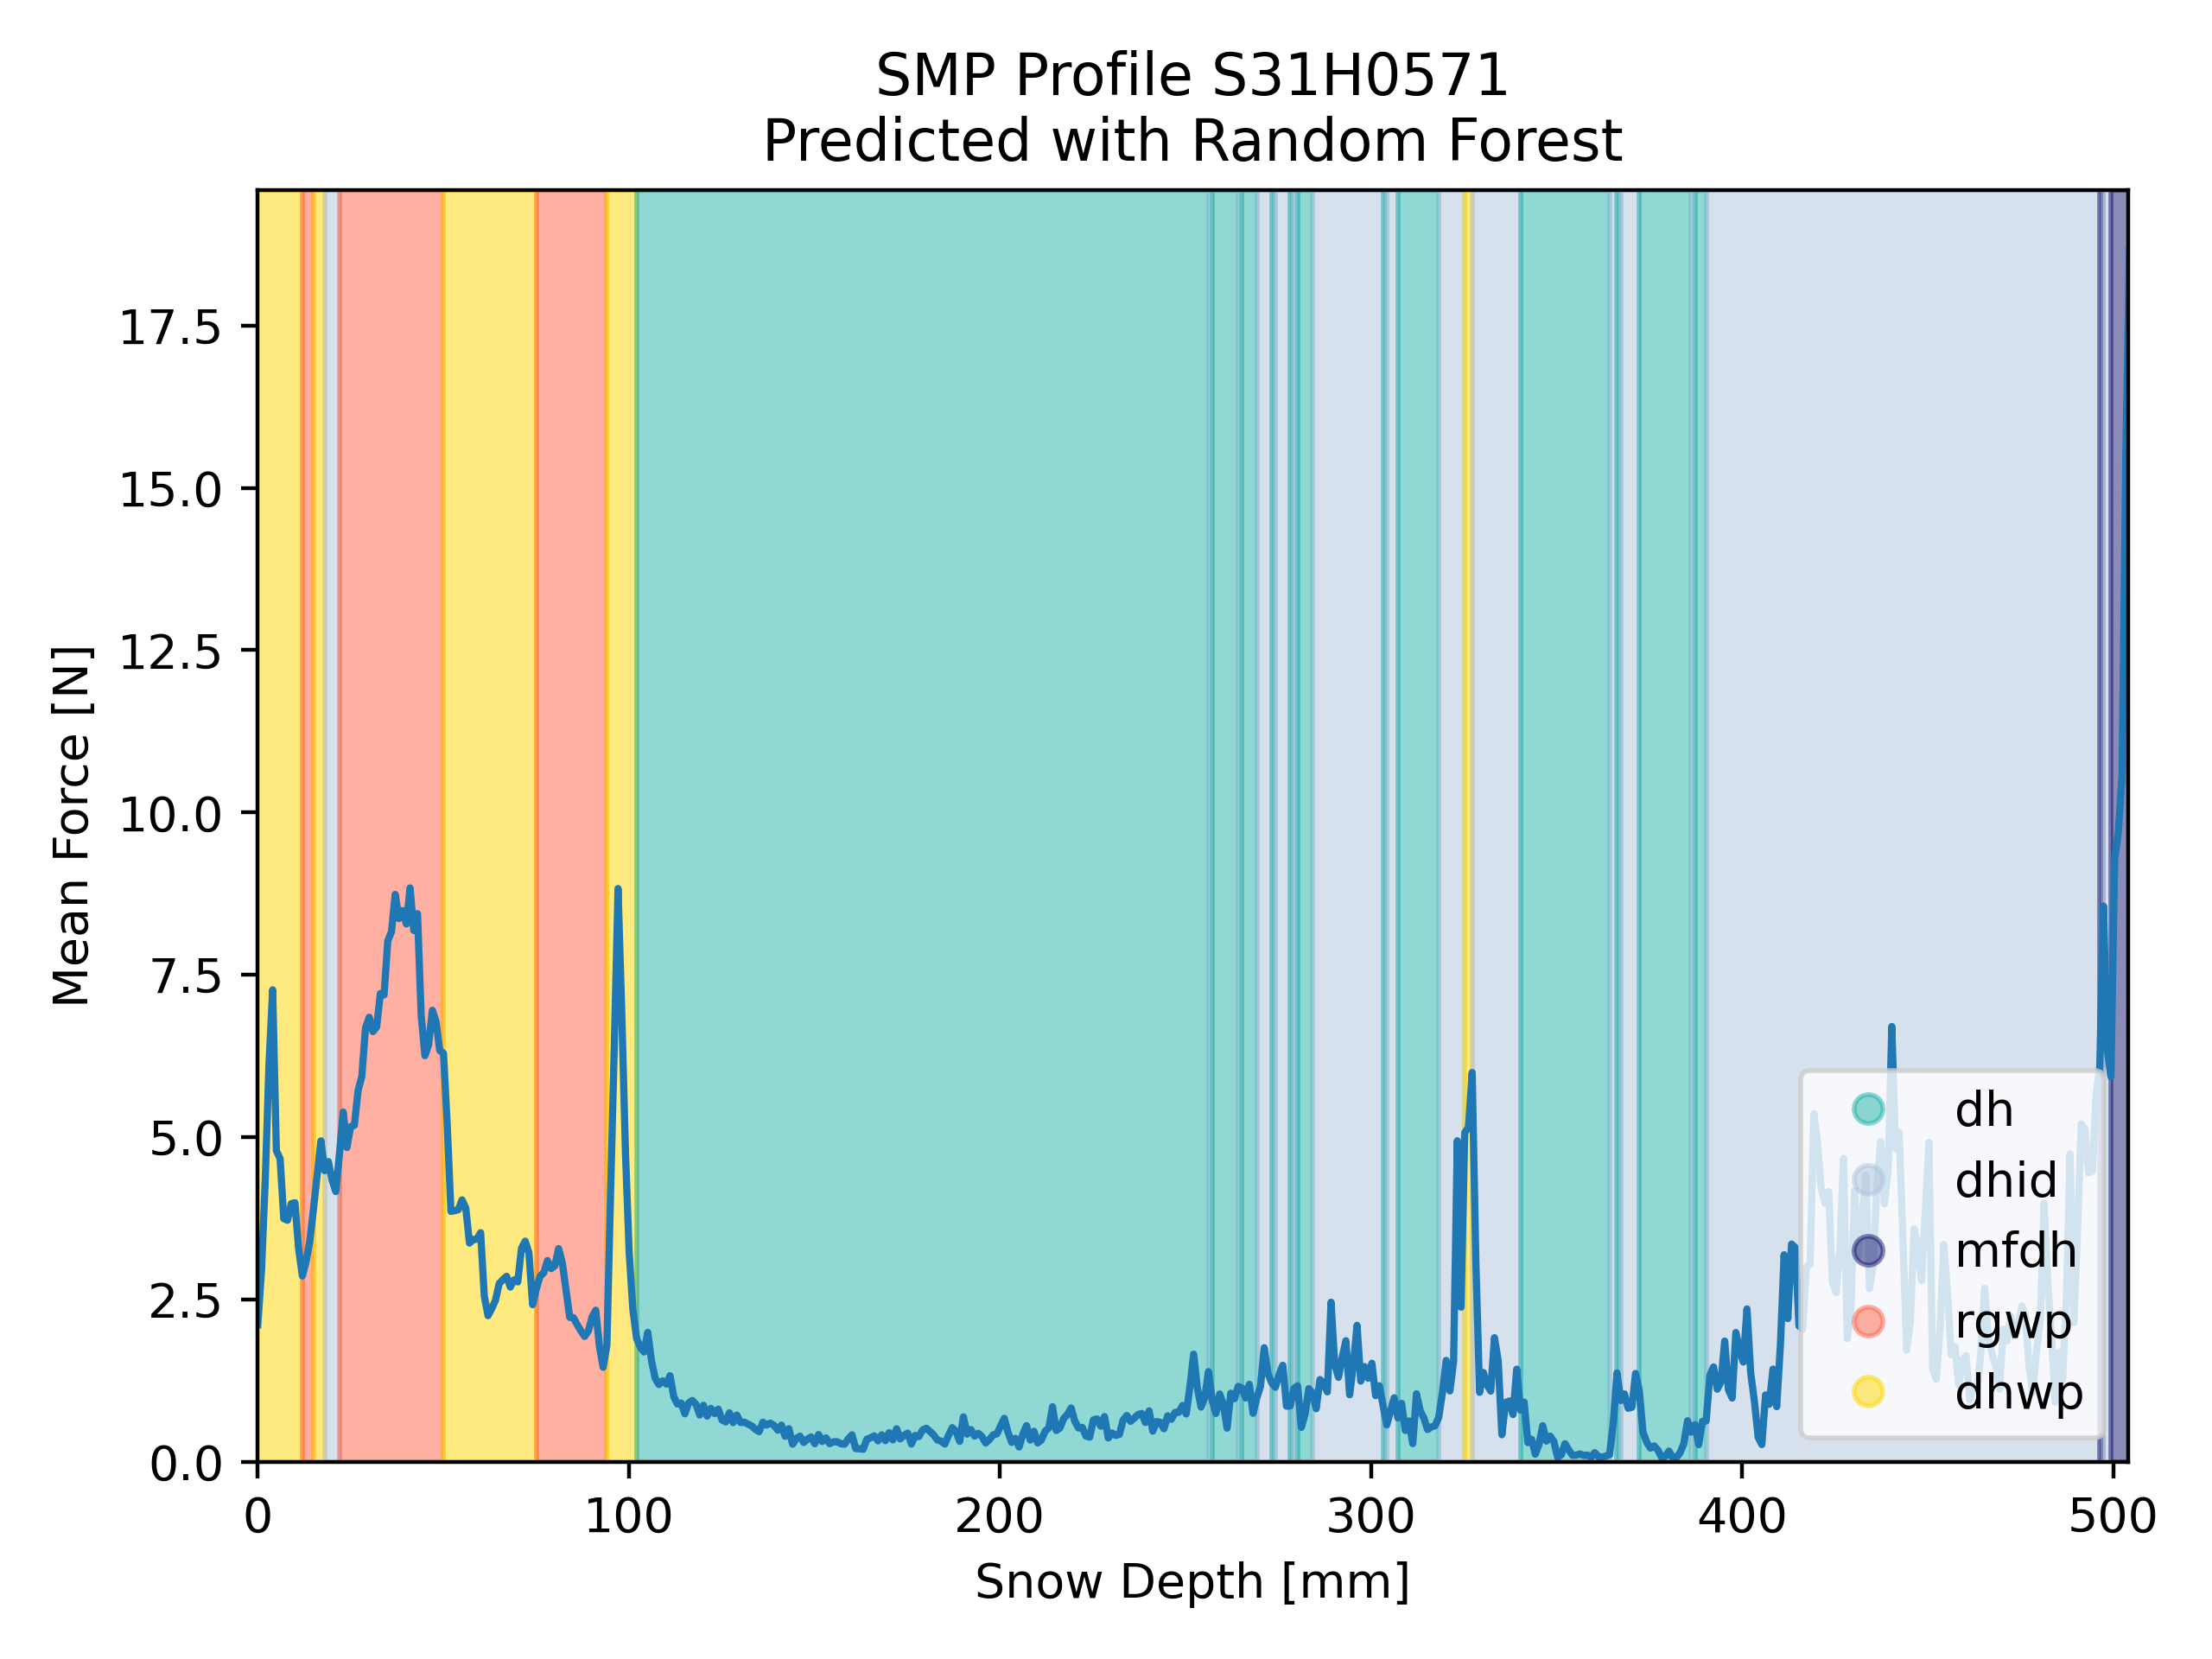 SMP Profile S31H0571
Predicted with Random Forest
Mean Force [N]
17.5
15.0
12.5
10.0
7.5
5.0
2.5
0.0
dh
dhid
mfdh
rgwp
dhwp
0 100 200 300 400 500
Snow Depth [mm]